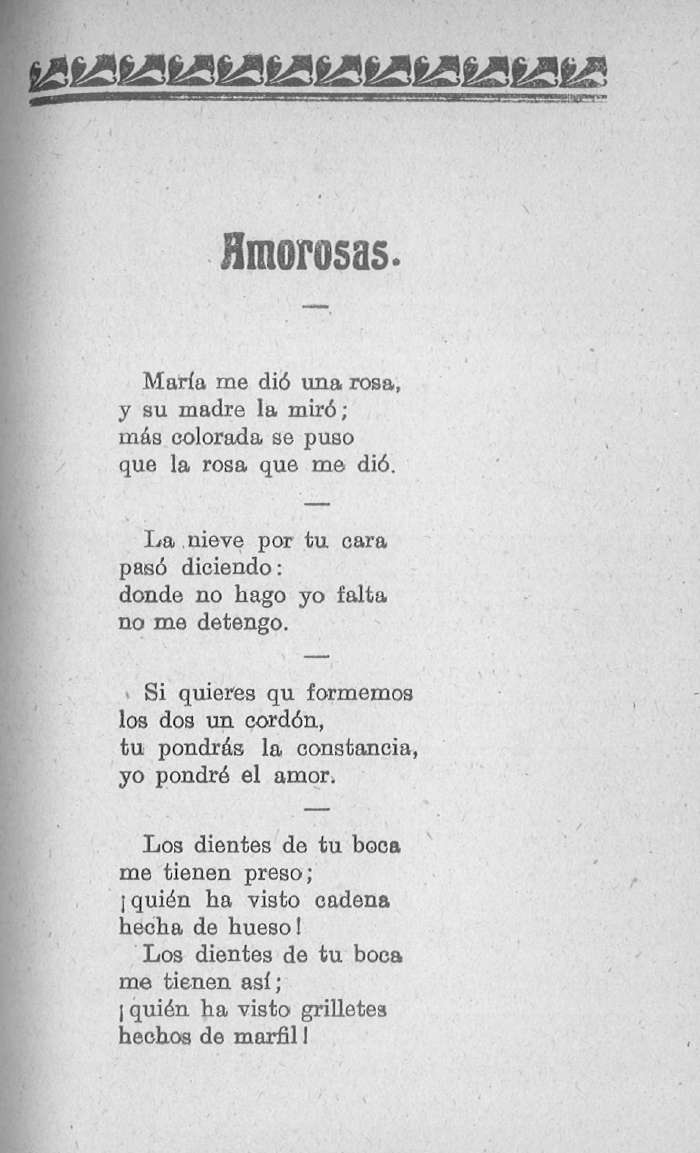 Amorosas.
María me dió una rosa,
y su madre la miró;
más colorada se puso
que la rosa que me dió.
La nieve por tu cara
pasó diciendo:
donde no hago yo falta
no me detengo.
Si quieres qu formemos
los dos un cordón,
tu pondrás la constancia,
yo pondré el amor.
Los dientes de tu boca
me tienen preso;
¡quién ha visto cadena
hecha de hueso!
Los dientes de tu boca
me tienen así;
¡quién ha visto grilletes
hechos de marfil!